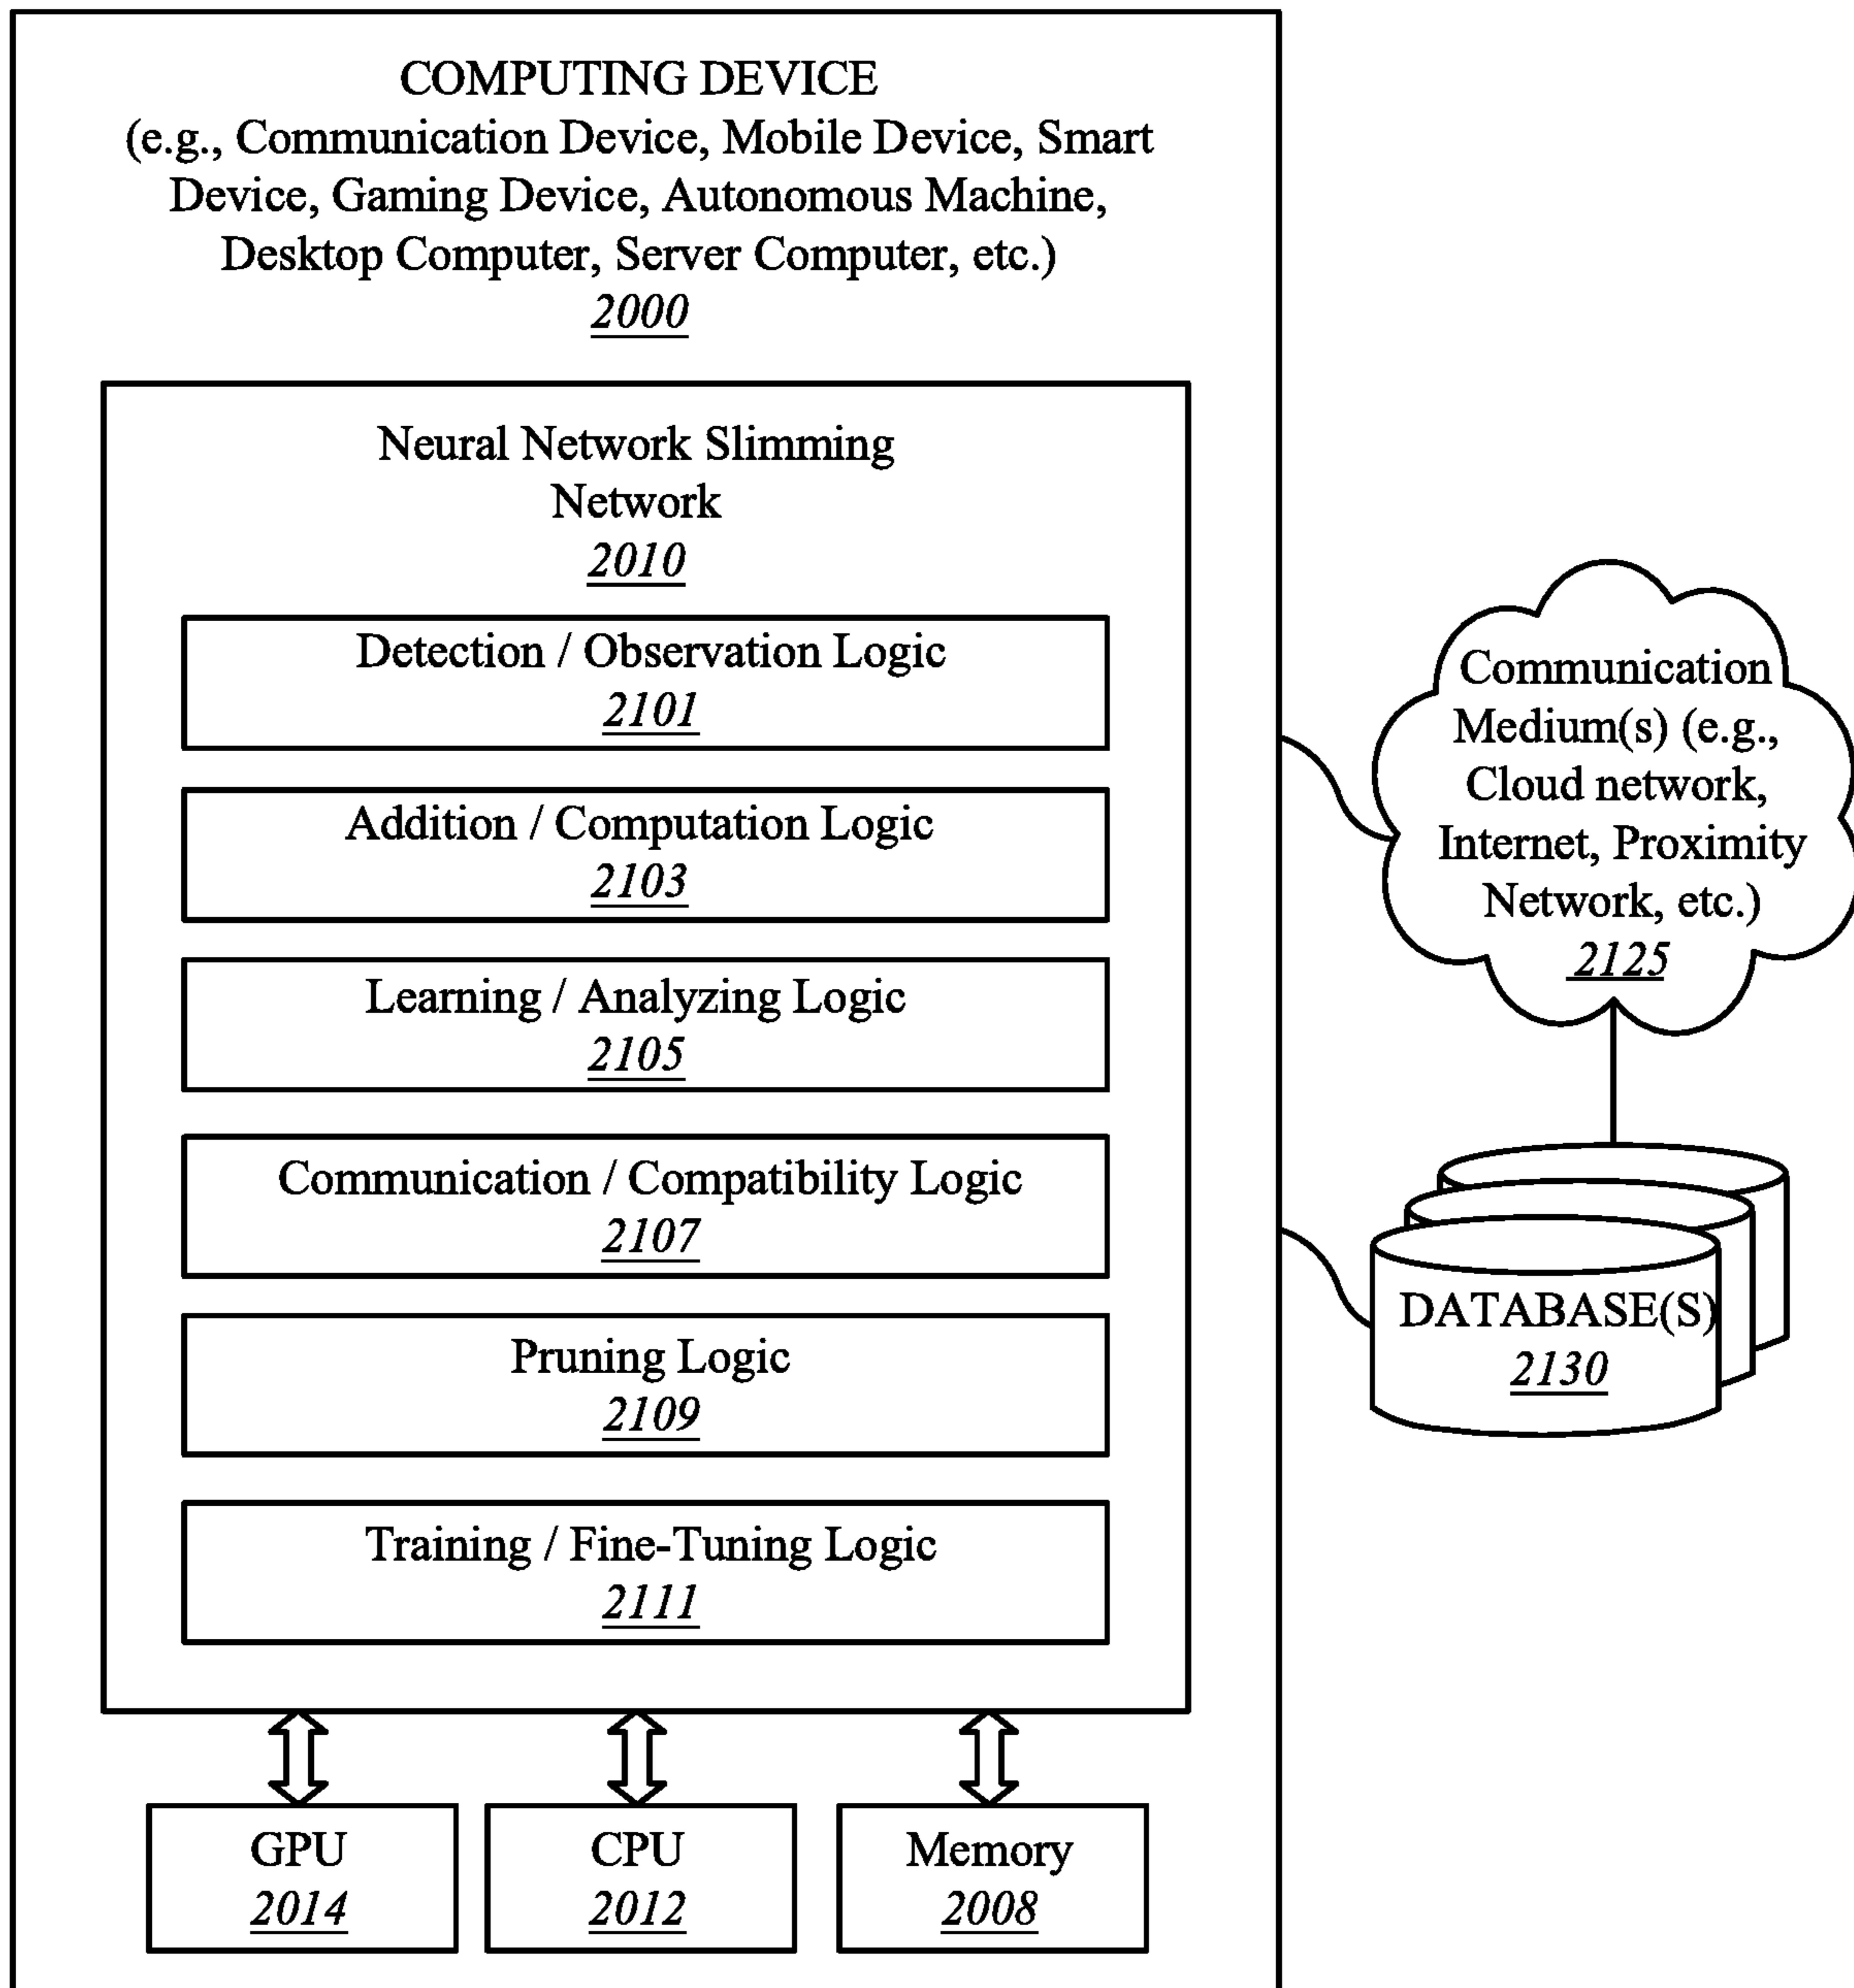 COMPUTING DEVICE
(e.g., Communication Device, Mobile Device, Smart
Device, Gaming Device, Autonomous Machine,
Desktop Computer, Server Computer, etc.)
2000
Neural Network Slimming
Network
2010
Detection / Observation Logic
2101
Addition / Computation Logic
2103
Learning / Analyzing Logic
2105
Communication / Compatibility Logic
2107
Pruning Logic
2109
Training / Fine-Tuning Logic
2111
GPU
2014
CPU
2012
Memory
2008
Communication
Medium(s) (e.g.,
Cloud network,
Internet, Proximity
Network, etc.)
2125
DATABASE(S)
2130